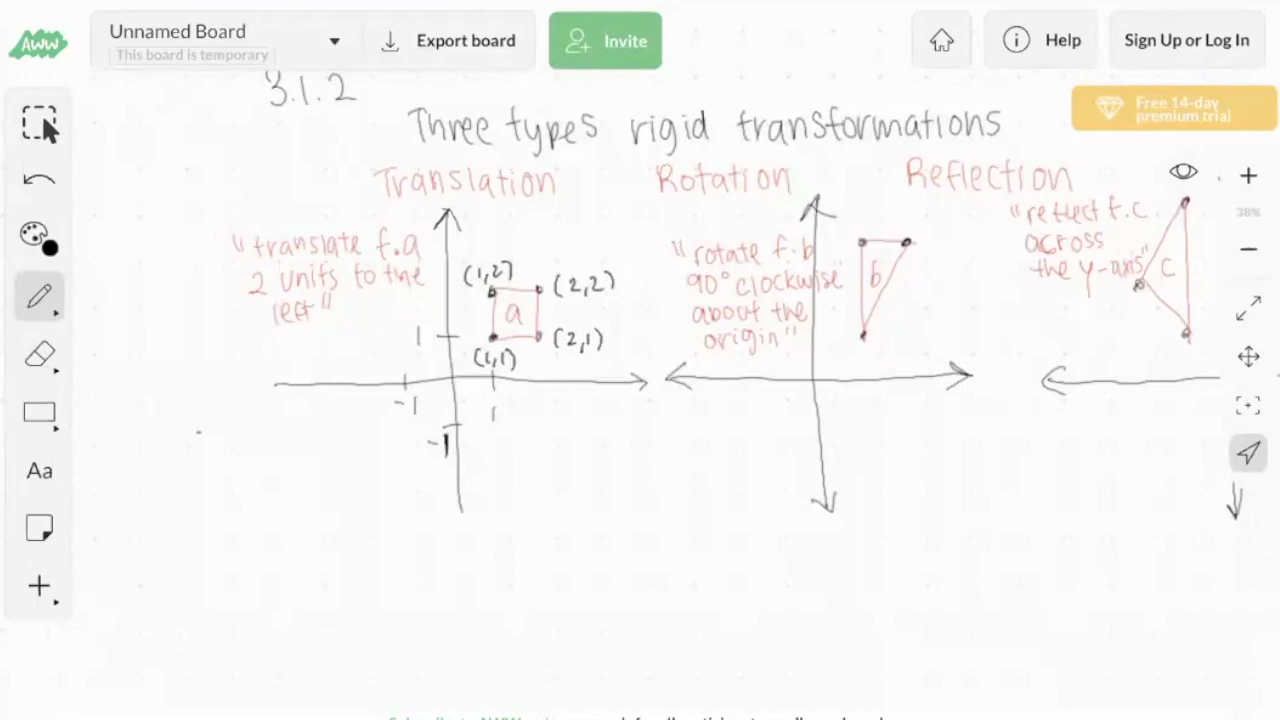 AWW
Unnamed Board
This board is temporary
Export board
Invite
Help
Sign Up or Log In
Free 14-day
premium trial
38%
Aa
3.1.2
Three types rigid transformations
Translation
"translate f.a
2 units to the
left"
(1,2)
(2,2)
a
(1,1)
(2,1)
1
-1
1
-1
Rotation
"rotate f.b
90° clockwise
about the
origin"
b
Reflection
"reflect f.c
across
the y-axis"
c